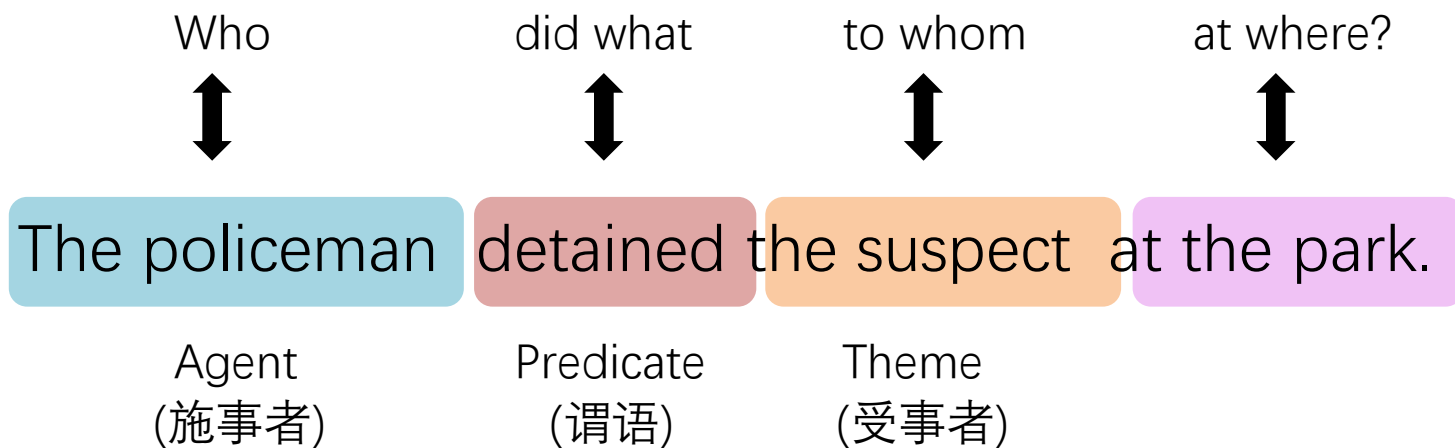 Who did what to whom at where?
The policeman detained the suspect at the park.
Agent Predicate Theme
(施事者) (谓语) (受事者)